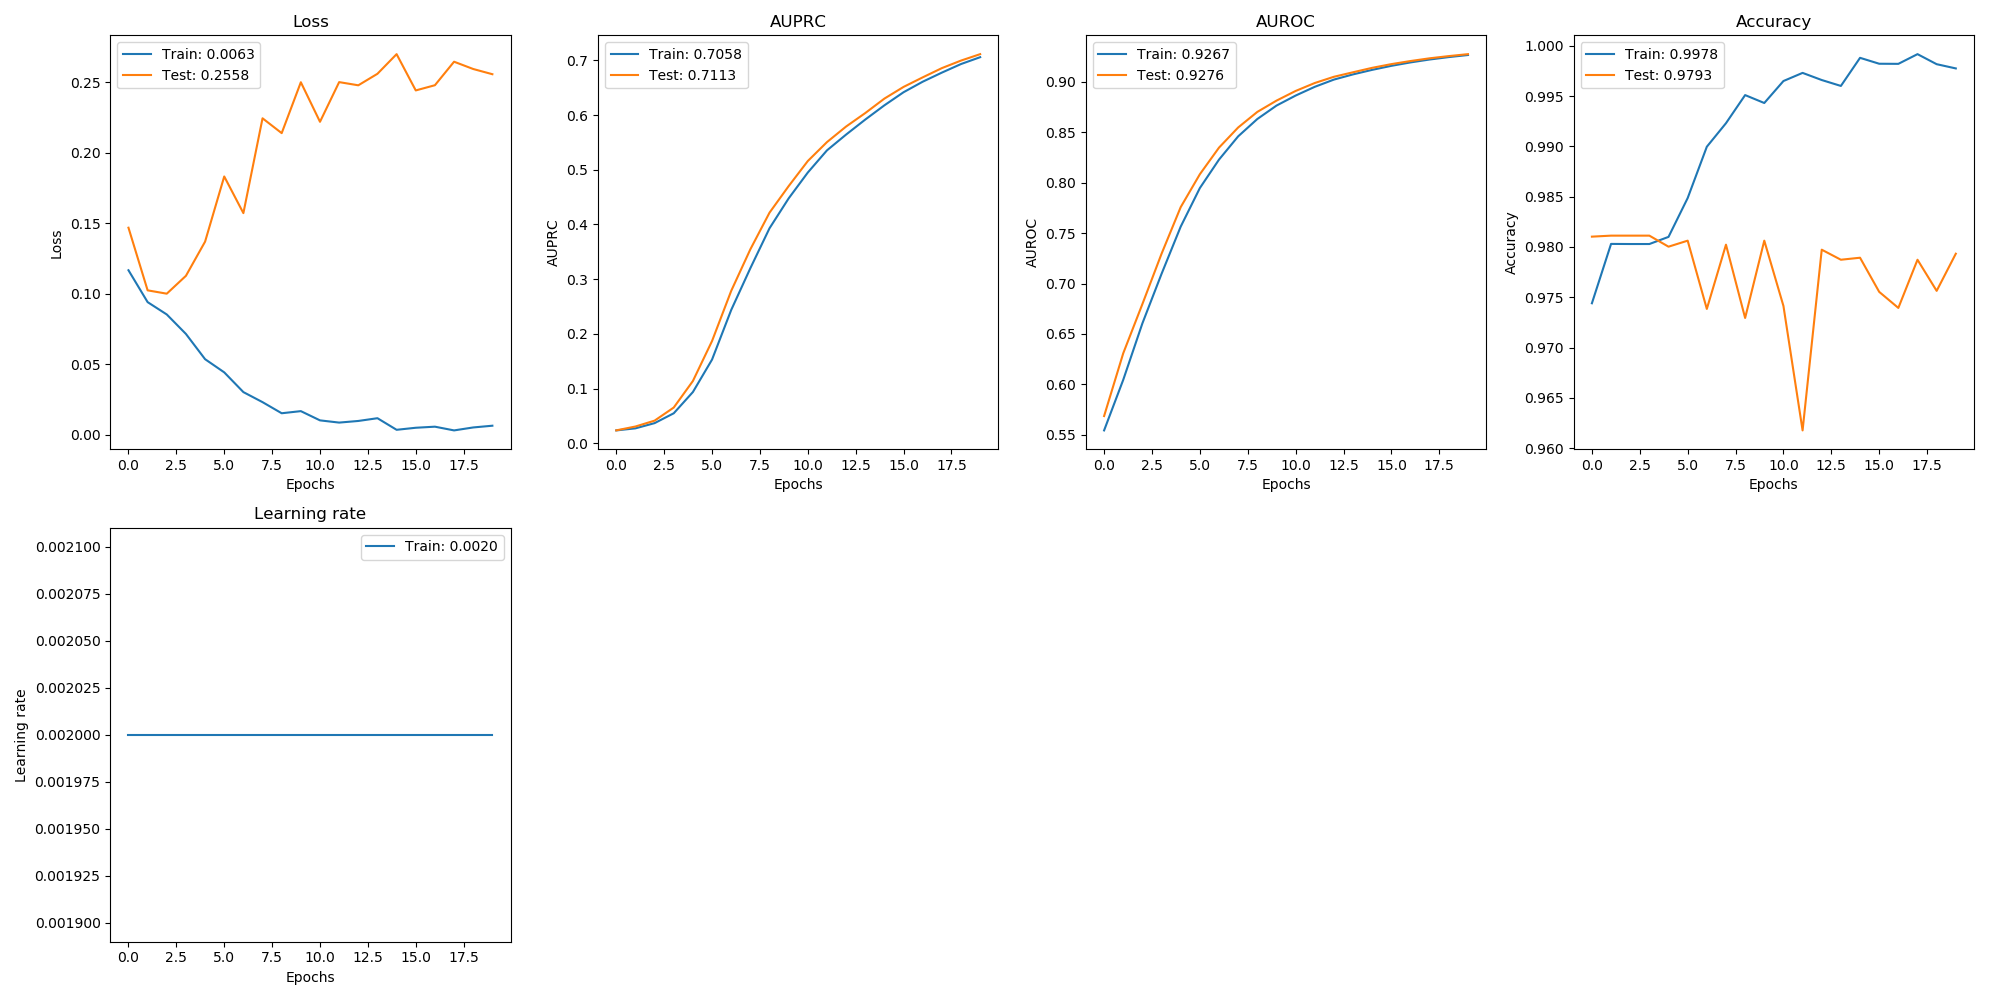 Loss
Train: 0.0063
Test: 0.2558
0.25
0.20
0.15
0.10
0.05
0.00
Loss
0.0 2.5 5.0 7.5 10.0 12.5 15.0 17.5
Epochs
AUPRC
Train: 0.7058
Test: 0.7113
0.7
0.6
0.5
0.4
0.3
0.2
0.1
0.0
AUPRC
0.0 2.5 5.0 7.5 10.0 12.5 15.0 17.5
Epochs
AUROC
Train: 0.9267
Test: 0.9276
0.90
0.85
0.80
0.75
0.70
0.65
0.60
0.55
AUROC
0.0 2.5 5.0 7.5 10.0 12.5 15.0 17.5
Epochs
Accuracy
Train: 0.9978
Test: 0.9793
1.000
0.995
0.990
0.985
0.980
0.975
0.970
0.965
0.960
Accuracy
0.0 2.5 5.0 7.5 10.0 12.5 15.0 17.5
Epochs
Learning rate
Train: 0.0020
0.002100
0.002075
0.002050
0.002025
0.002000
0.001975
0.001950
0.001925
0.001900
Learning rate
0.0 2.5 5.0 7.5 10.0 12.5 15.0 17.5
Epochs